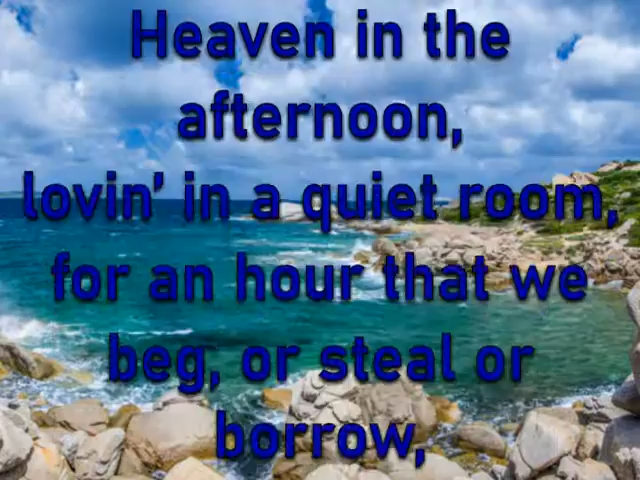 Heaven in the
afternoon,
lovin’ in a quiet room,
for an hour that we
beg, or steal or
borrow,